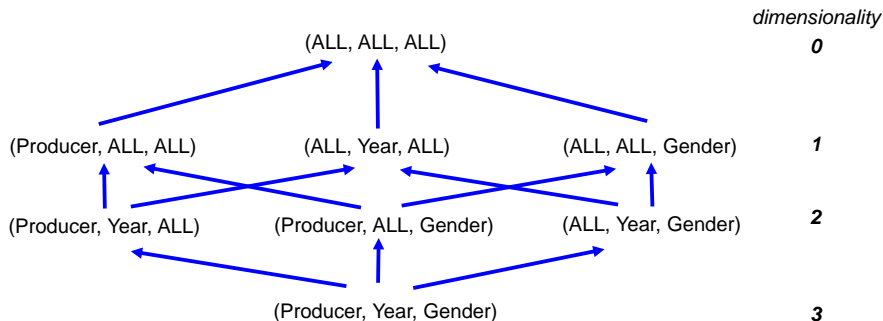 dimensionality
(ALL, ALL, ALL) 0
(Producer, ALL, ALL) (ALL, Year, ALL) (ALL, ALL, Gender) 1
(Producer, Year, ALL) (Producer, ALL, Gender) (ALL, Year, Gender) 2
(Producer, Year, Gender) 3